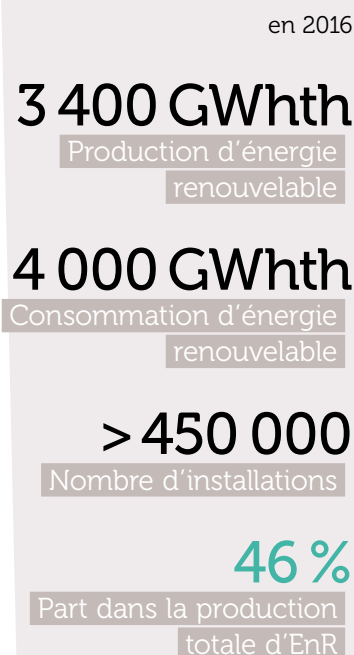 en 2016
3 400 GWhth
Production d’énergie
renouvelable
4 000 GWhth
Consommation d’énergie
renouvelable
> 450 000
Nombre d’installations
46 %
Part dans la production
totale d’EnR